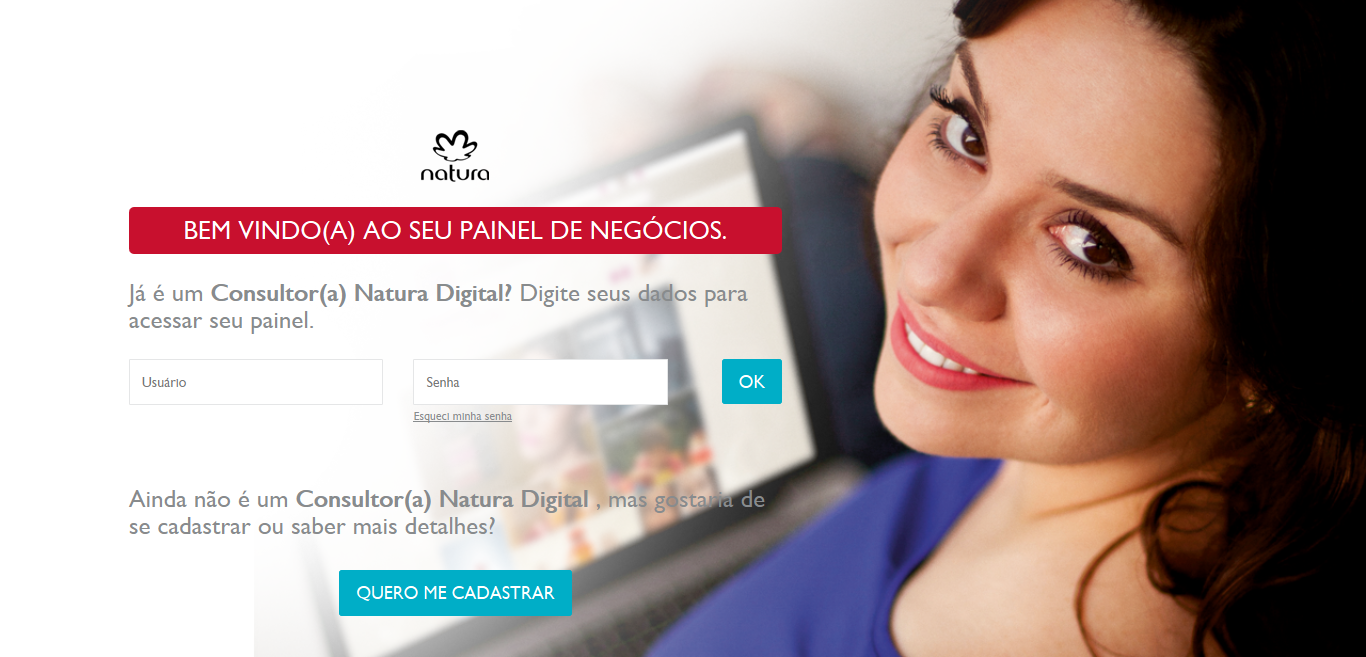 natura
BEM VINDO(A) AO SEU PAINEL DE NEGÓCIOS.
Já é um Consultor(a) Natura Digital? Digite seus dados para
acessar seu painel.
Usuário
Senha
OK
Esqueci minha senha
Ainda não é um Consultor(a) Natura Digital , mas gostaria de
se cadastrar ou saber mais detalhes?
QUERO ME CADASTRAR